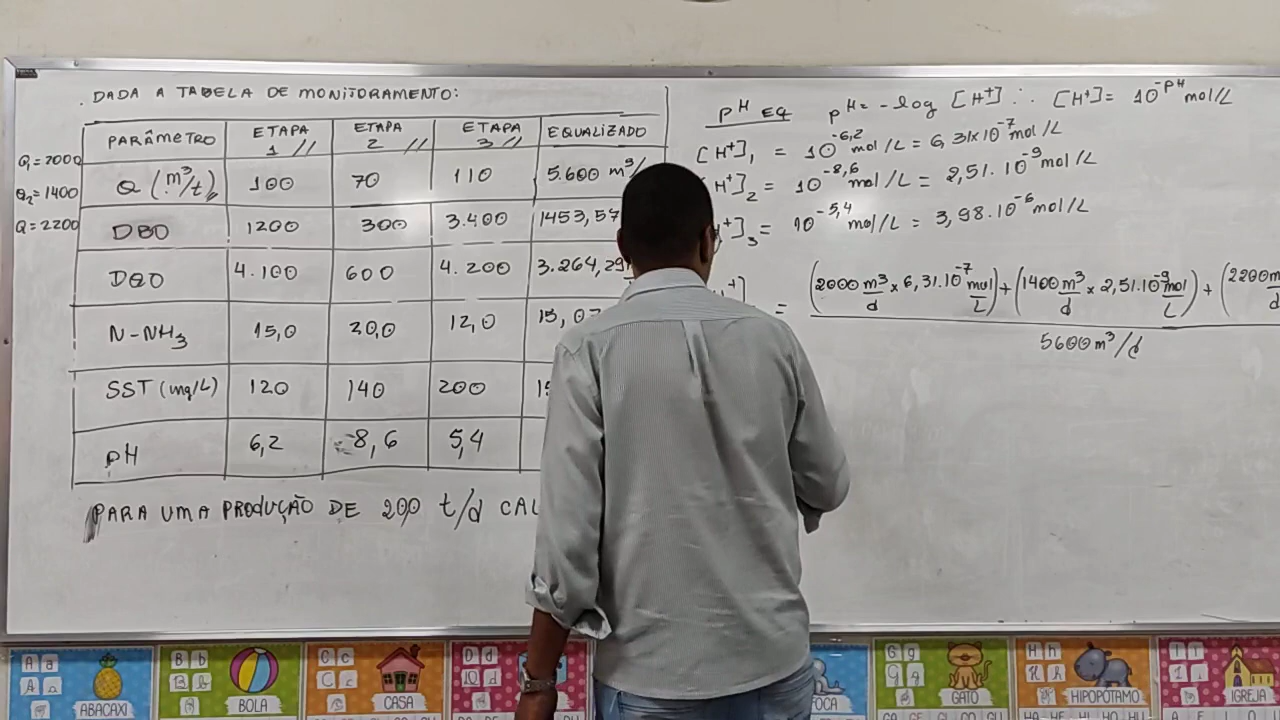 DADA A TABELA DE MONITORAMENTO:
PARÂMETRO ETAPA 1 // ETAPA 2 // ETAPA 3 // EQUALIZADO
Q1 = 2000
Q2 = 1400
Q = 2200
Q (m³/t) 100 70 110 5.600 m³/
DBO 1200 300 3.400 1453,57
DQO 4.100 600 4.200 3.264,29
N-NH3 15,0 20,0 12,0 15,07
SST (mg/L) 120 140 200
pH 6,2 8,6 5,4
PARA UMA PRODUÇÃO DE 200 t/d CAL
pH EQ pH = -log [H+] ∴ [H+] = 10^-PH mol/L
[H+]1 = 10^-6,2 mol/L = 6,31x10^-7 mol/L
[H+]2 = 10^-8,6 mol/L = 2,51.10^-9 mol/L
+]3 = 10^-5,4 mol/L = 3,98.10^-6 mol/L
= (2000 m³/d x 6,31.10^-7 mol/L) + (1400 m³/d x 2,51.10^-9 mol/L) + (2200 m
5600 m³/d
A a
ABACAXI
B b
BOLA
C c
CASA
D d
FOCA
G g
GATO
H h
HIPOPÓTAMO
I i
IGREJA